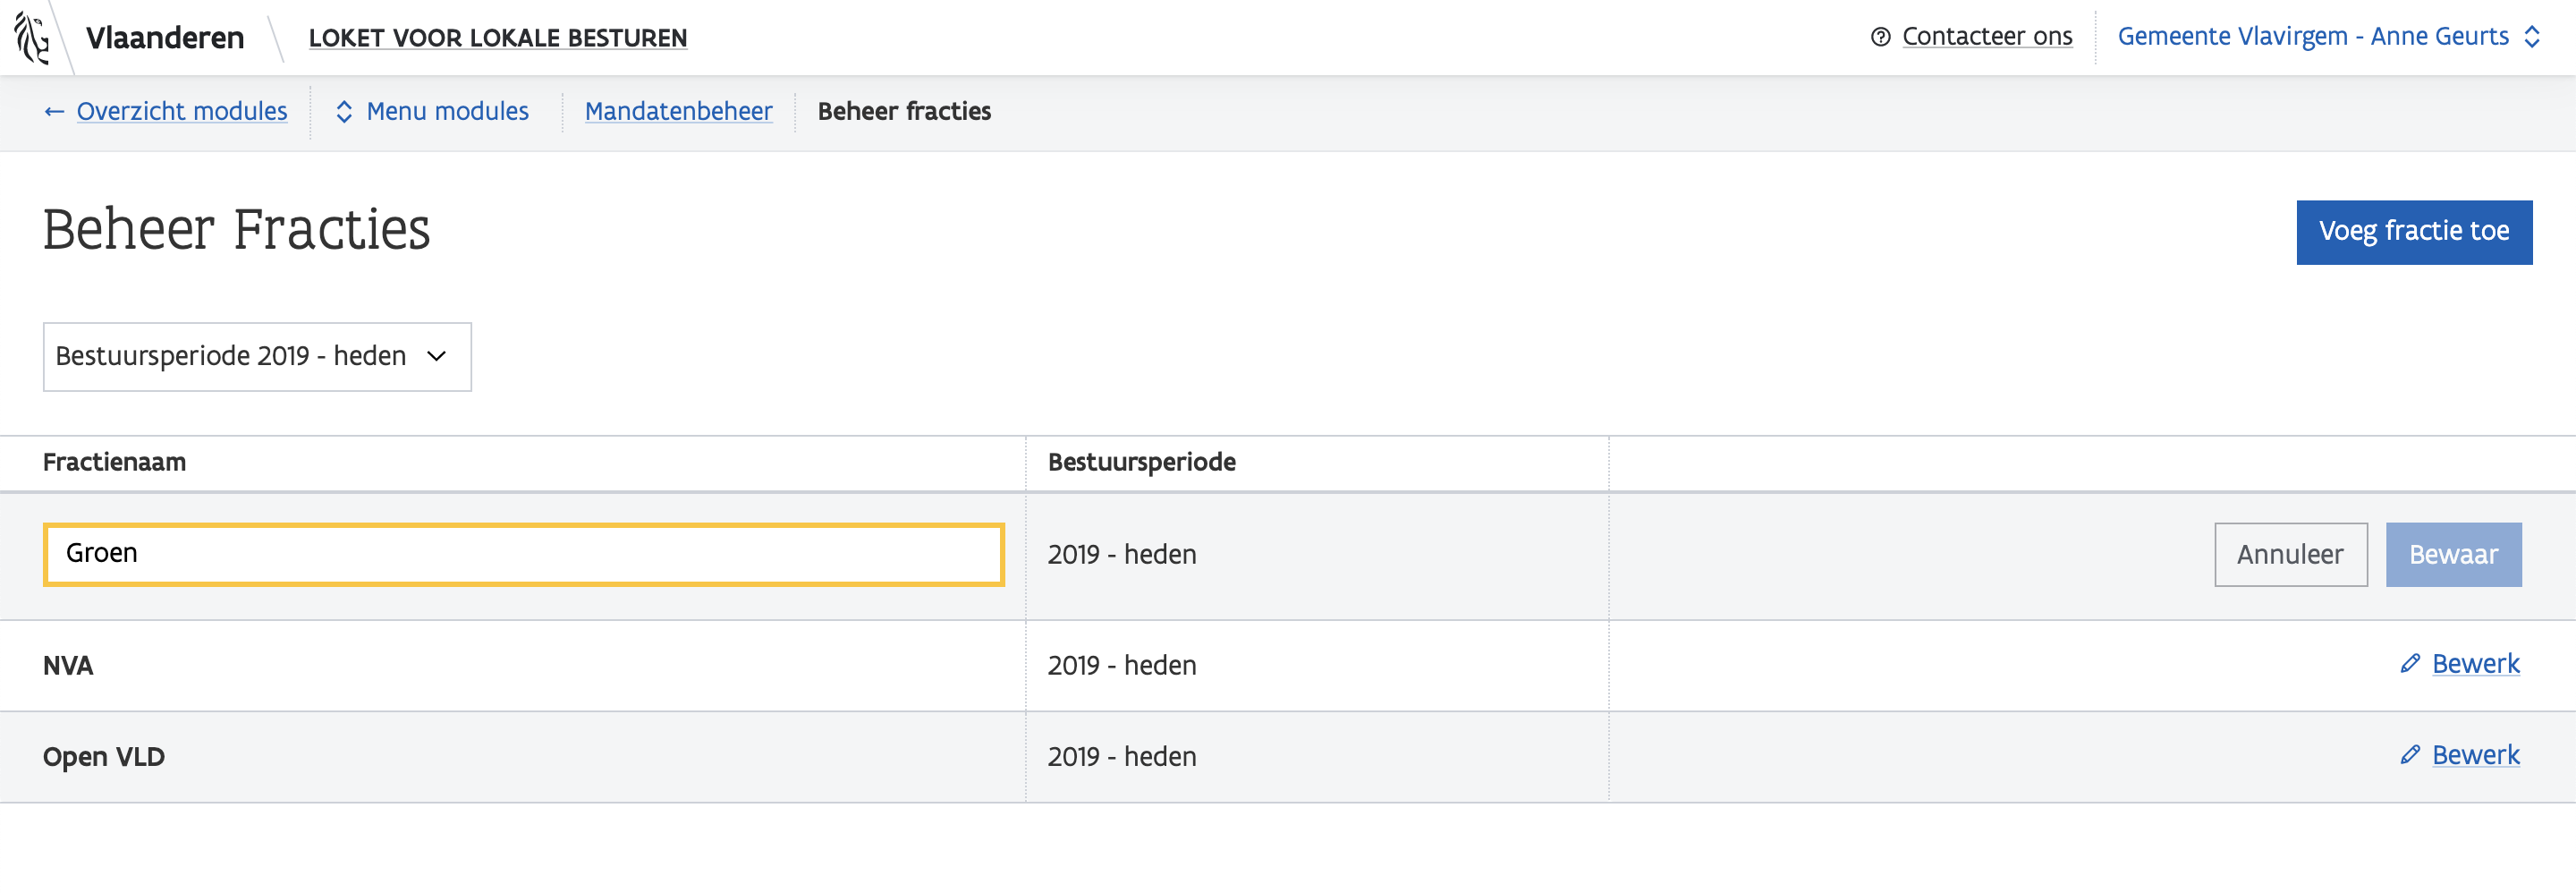 Vlaanderen LOKET VOOR LOKALE BESTUREN Contacteer ons Gemeente Vlavirgem - Anne Geurts
← Overzicht modules Menu modules Mandatenbeheer Beheer fracties
Beheer Fracties Voeg fractie toe
Bestuursperiode 2019 - heden
Fractienaam Bestuursperiode
Groen 2019 - heden Annuleer Bewaar
NVA 2019 - heden Bewerk
Open VLD 2019 - heden Bewerk